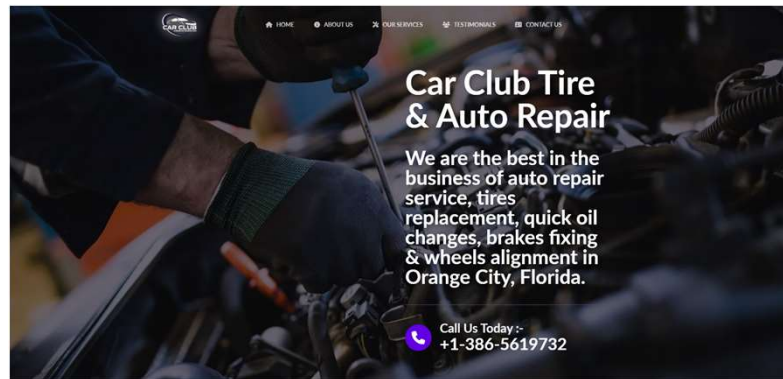 CAR CLUB
HOME ABOUT US OUR SERVICES TESTIMONIALS CONTACT US
Car Club Tire
& Auto Repair
We are the best in the
business of auto repair
service, tires
replacement, quick oil
changes, brakes fixing
& wheels alignment in
Orange City, Florida.
Call Us Today :-
+1-386-5619732